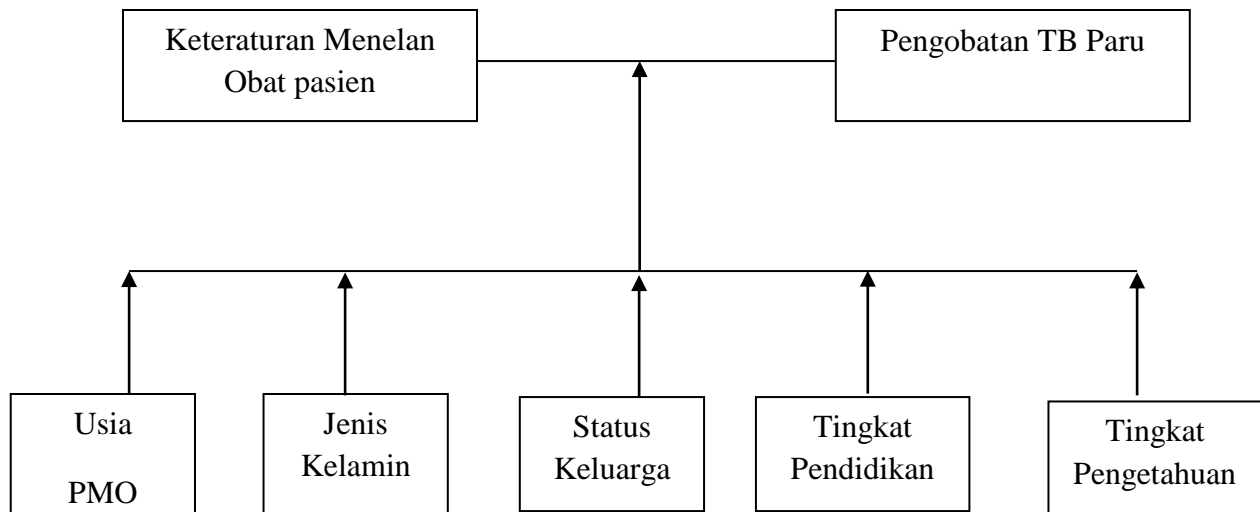 Keteraturan Menelan
Obat pasien
Pengobatan TB Paru
Usia
PMO
Jenis
Kelamin
Status
Keluarga
Tingkat
Pendidikan
Tingkat
Pengetahuan